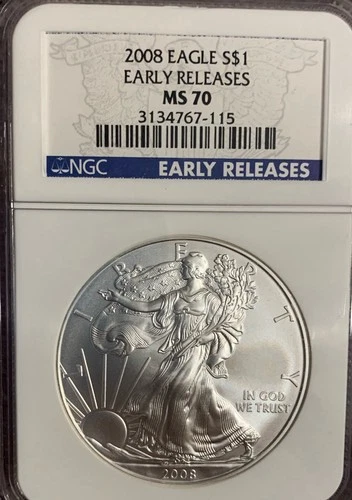 2008 EAGLE S$1
EARLY RELEASES
MS 70
3134767-115
NGC EARLY RELEASES
LIBERTY
IN GOD
WE TRUST
2008